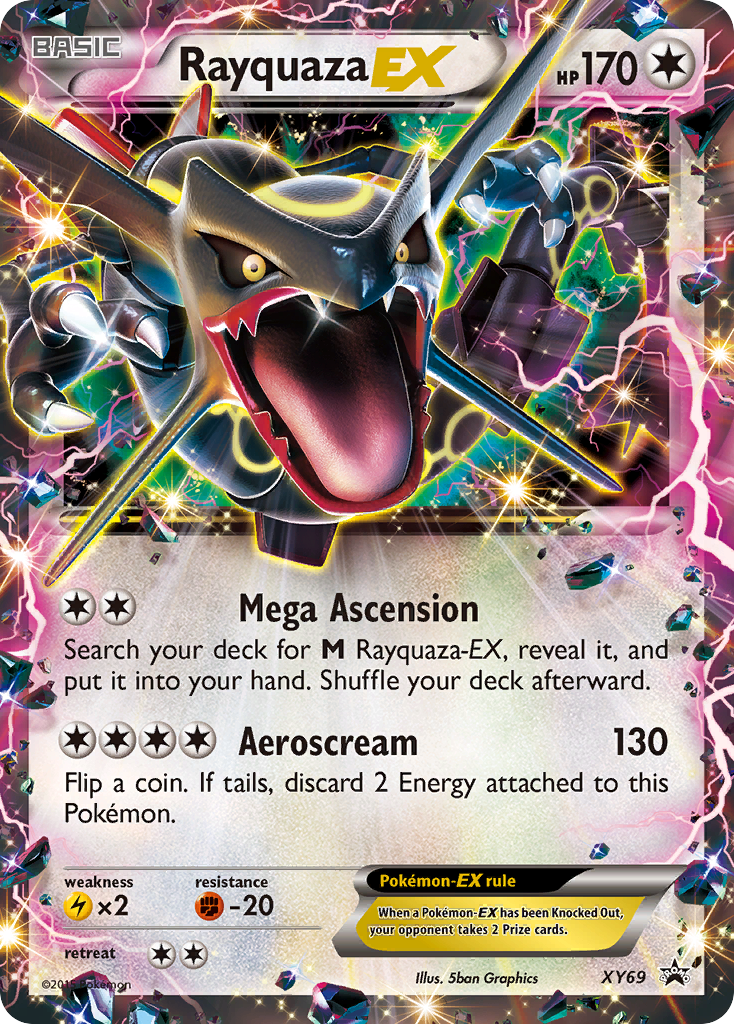 BASIC
Rayquaza EX
HP 170
Mega Ascension
Search your deck for M Rayquaza-EX, reveal it, and
put it into your hand. Shuffle your deck afterward.
Aeroscream 130
Flip a coin. If tails, discard 2 Energy attached to this
Pokémon.
weakness resistance
×2 -20
Pokémon-EX rule
When a Pokémon-EX has been Knocked Out,
your opponent takes 2 Prize cards.
retreat
©2015 Pokémon
Illus. 5ban Graphics
XY69
PROMO